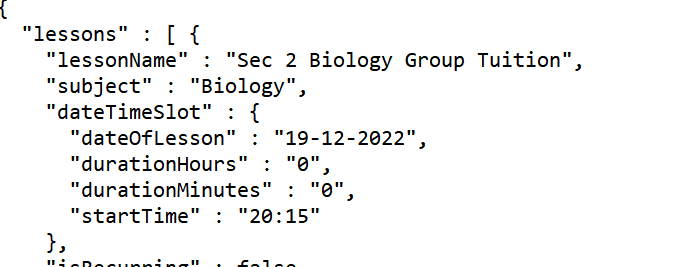 {
"lessons" : [ {
"lessonName" : "Sec 2 Biology Group Tuition",
"subject" : "Biology",
"dateTimeSlot" : {
"dateOfLesson" : "19-12-2022",
"durationHours" : "0",
"durationMinutes" : "0",
"startTime" : "20:15"
},
"isRecurring" : false